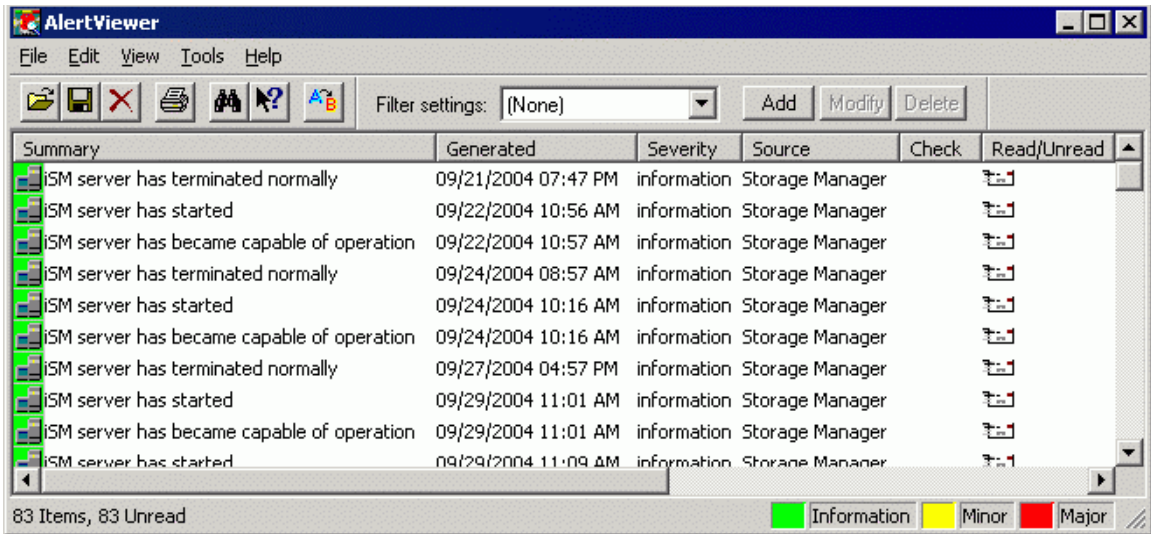 AlertViewer
File Edit View Tools Help
Filter settings: (None) Add Modify Delete
Summary Generated Severity Source Check Read/Unread
iSM server has terminated normally 09/21/2004 07:47 PM information Storage Manager
iSM server has started 09/22/2004 10:56 AM information Storage Manager
iSM server has became capable of operation 09/22/2004 10:57 AM information Storage Manager
iSM server has terminated normally 09/24/2004 08:57 AM information Storage Manager
iSM server has started 09/24/2004 10:16 AM information Storage Manager
iSM server has became capable of operation 09/24/2004 10:16 AM information Storage Manager
iSM server has terminated normally 09/27/2004 04:57 PM information Storage Manager
iSM server has started 09/29/2004 11:01 AM information Storage Manager
iSM server has became capable of operation 09/29/2004 11:01 AM information Storage Manager
iSM server has started 09/29/2004 11:09 AM information Storage Manager
83 Items, 83 Unread Information Minor Major